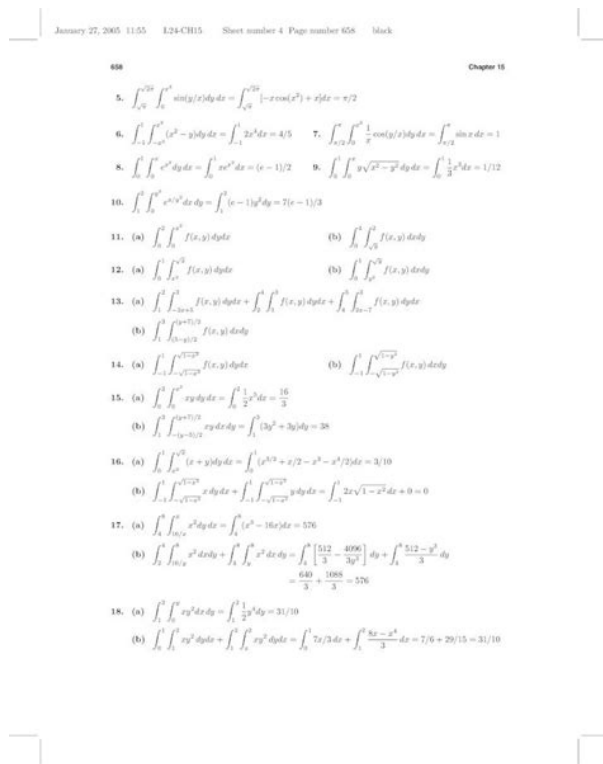 January 27, 2005 11:55 L24-CH15 Sheet number 4 Page number 658 black
658 Chapter 15
5. ∫_{√π}^{√2π} ∫_0^{x³} sin(y/x)dy dx = ∫_{√π}^{√2π} [−x cos(x²) + x]dx = π/2
6. ∫_{−1}^1 ∫_{−x²}^{x²} (x² − y)dy dx = ∫_{−1}^1 2x⁴dx = 4/5 7. ∫_{π/2}^π ∫_0^{x²} 1/x cos(y/x)dy dx = ∫_{π/2}^π sin x dx = 1
8. ∫_0^1 ∫_0^x e^{x²} dy dx = ∫_0^1 xe^{x²} dx = (e − 1)/2 9. ∫_0^1 ∫_0^x y√(x² − y²) dy dx = ∫_0^1 1/3 x³dx = 1/12
10. ∫_1^2 ∫_0^{y²} e^{x/y²} dx dy = ∫_1^2 (e − 1)y²dy = 7(e − 1)/3
11. (a) ∫_0^2 ∫_0^{x²} f(x, y) dydx (b) ∫_0^4 ∫_{√y}^2 f(x, y) dxdy
12. (a) ∫_0^1 ∫_{x²}^{√x} f(x, y) dydx (b) ∫_0^1 ∫_{y²}^{√y} f(x, y) dxdy
13. (a) ∫_1^2 ∫_{−2x+5}^3 f(x, y) dydx + ∫_2^4 ∫_1^3 f(x, y) dydx + ∫_4^5 ∫_{2x−7}^3 f(x, y) dydx
(b) ∫_1^3 ∫_{(5−y)/2}^{(y+7)/2} f(x, y) dxdy
14. (a) ∫_{−1}^1 ∫_{−√(1−x²)}^{√(1−x²)} f(x, y) dydx (b) ∫_{−1}^1 ∫_{−√(1−y²)}^{√(1−y²)} f(x, y) dxdy
15. (a) ∫_0^2 ∫_0^{x²} xy dy dx = ∫_0^2 1/2 x⁵dx = 16/3
(b) ∫_1^3 ∫_{−(y−5)/2}^{(y+7)/2} xy dx dy = ∫_1^3 (3y² + 3y)dy = 38
16. (a) ∫_0^1 ∫_{x²}^{√x} (x + y)dy dx = ∫_0^1 (x^{3/2} + x/2 − x³ − x⁴/2)dx = 3/10
(b) ∫_{−1}^1 ∫_{−√(1−x²)}^{√(1−x²)} x dy dx + ∫_{−1}^1 ∫_{−√(1−x²)}^{√(1−x²)} y dy dx = ∫_{−1}^1 2x√(1 − x²) dx + 0 = 0
17. (a) ∫_4^8 ∫_{16/x}^x x²dy dx = ∫_4^8 (x³ − 16x)dx = 576
(b) ∫_2^4 ∫_{16/y}^8 x² dxdy + ∫_4^8 ∫_y^8 x² dx dy = ∫_2^4 [512/3 − 4096/3y³] dy + ∫_4^8 (512 − y³)/3 dy
= 640/3 + 1088/3 = 576
18. (a) ∫_1^2 ∫_0^y xy²dx dy = ∫_1^2 1/2 y⁴dy = 31/10
(b) ∫_0^1 ∫_1^2 xy² dydx + ∫_1^2 ∫_x^2 xy² dydx = ∫_0^1 7x/3 dx + ∫_1^2 (8x − x⁴)/3 dx = 7/6 + 29/15 = 31/10